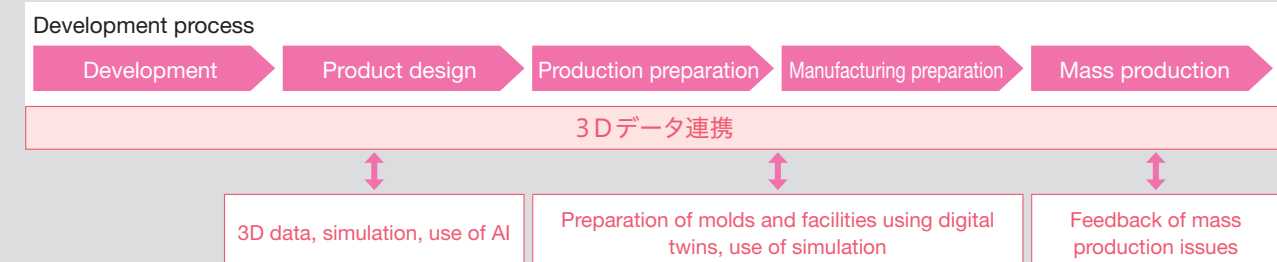 Development process
Development
Product design
Production preparation
Manufacturing preparation
Mass production
3Dデータ連携
3D data, simulation, use of AI
Preparation of molds and facilities using digital
twins, use of simulation
Feedback of mass
production issues